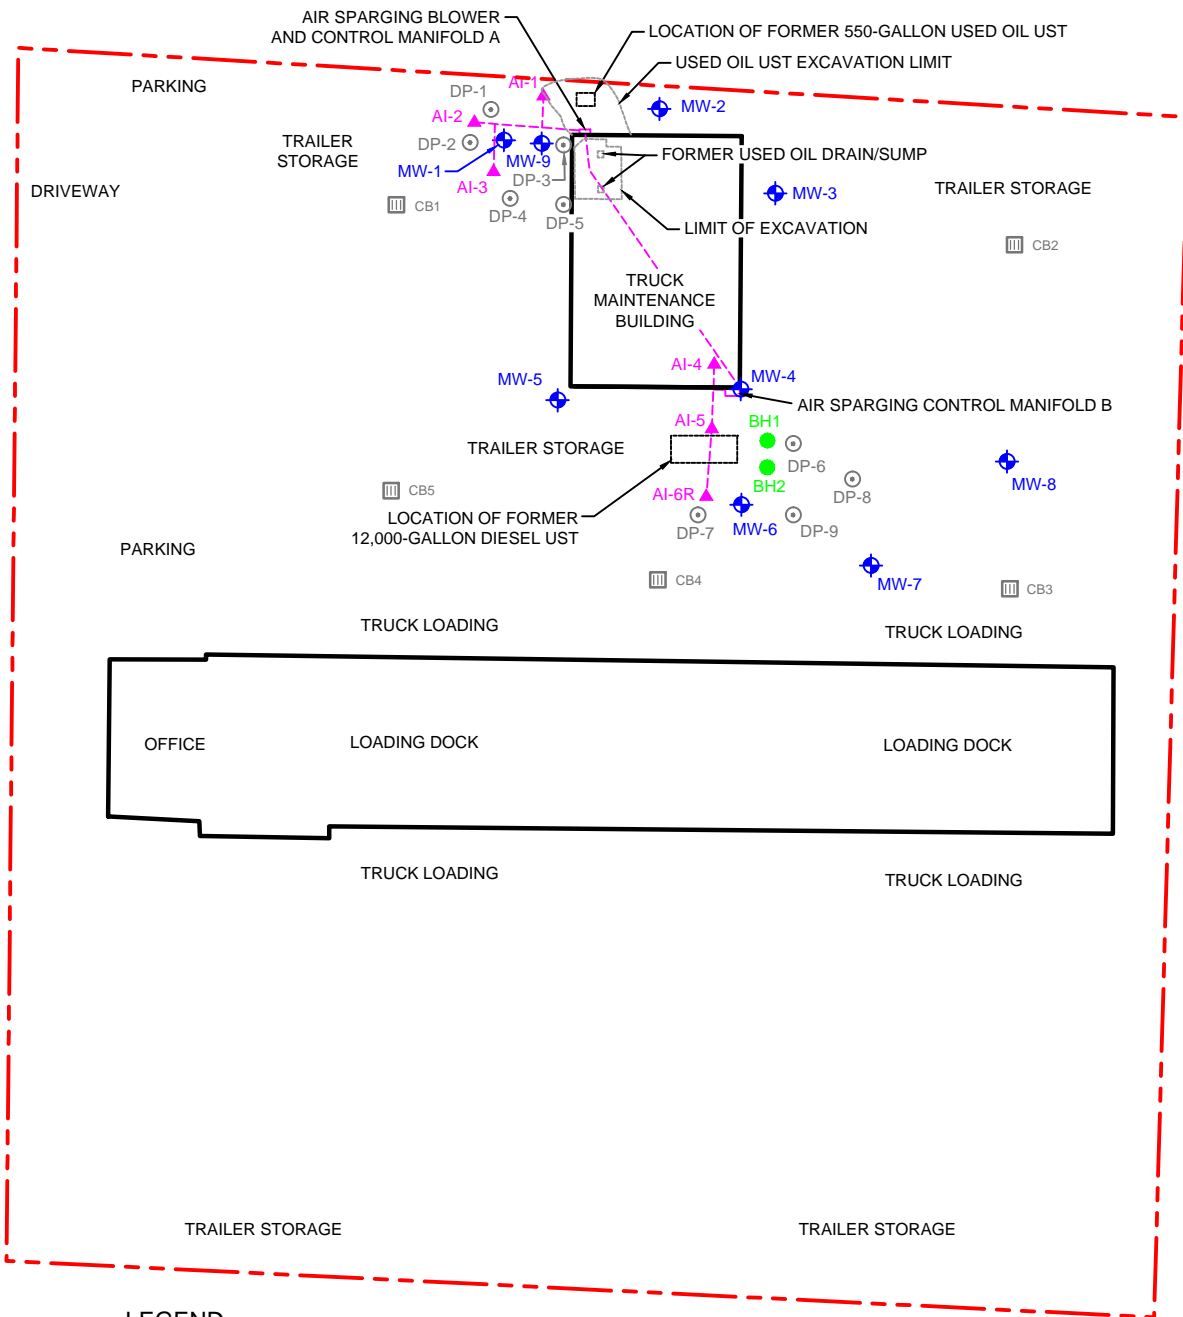 AIR SPARGING BLOWER
AND CONTROL MANIFOLD A
LOCATION OF FORMER 550-GALLON USED OIL UST
USED OIL UST EXCAVATION LIMIT
PARKING
AI-1
DP-1
AI-2
MW-2
TRAILER
STORAGE
DP-2
MW-1
MW-9
DP-3
AI-3
FORMER USED OIL DRAIN/SUMP
DRIVEWAY
CB1
DP-4
DP-5
MW-3
TRAILER STORAGE
LIMIT OF EXCAVATION
CB2
TRUCK
MAINTENANCE
BUILDING
AI-4
MW-5
MW-4
AIR SPARGING CONTROL MANIFOLD B
AI-5
BH1
TRAILER STORAGE
DP-6
BH2
MW-8
CB5
AI-6R
DP-8
LOCATION OF FORMER
12,000-GALLON DIESEL UST
DP-7
MW-6
DP-9
PARKING
CB4
MW-7
CB3
TRUCK LOADING
TRUCK LOADING
OFFICE
LOADING DOCK
LOADING DOCK
TRUCK LOADING
TRUCK LOADING
TRAILER STORAGE
TRAILER STORAGE
LEGEND